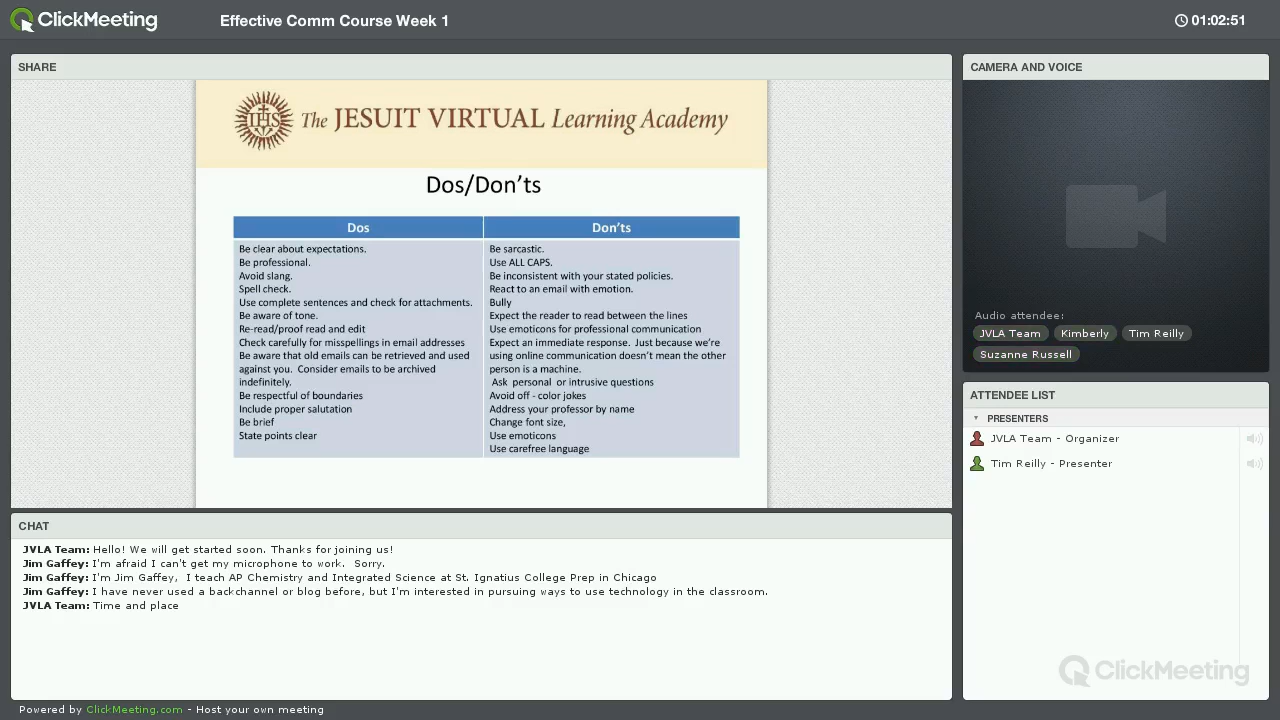 ClickMeeting
Effective Comm Course Week 1
01:02:51
SHARE
IHS
The JESUIT VIRTUAL Learning Academy
Dos/Don'ts
Dos
Be clear about expectations.
Be professional.
Avoid slang.
Spell check.
Use complete sentences and check for attachments.
Be aware of tone.
Re-read/proof read and edit
Check carefully for misspellings in email addresses
Be aware that old emails can be retrieved and used
against you. Consider emails to be archived
indefinitely.
Be respectful of boundaries
Include proper salutation
Be brief
State points clear
Don'ts
Be sarcastic.
Use ALL CAPS.
Be inconsistent with your stated policies.
React to an email with emotion.
Bully
Expect the reader to read between the lines
Use emoticons for professional communication
Expect an immediate response. Just because we're
using online communication doesn't mean the other
person is a machine.
Ask personal or intrusive questions
Avoid off - color jokes
Address your professor by name
Change font size,
Use emoticons
Use carefree language
CHAT
JVLA Team: Hello! We will get started soon. Thanks for joining us!
Jim Gaffey: I'm afraid I can't get my microphone to work. Sorry.
Jim Gaffey: I'm Jim Gaffey, I teach AP Chemistry and Integrated Science at St. Ignatius College Prep in Chicago
Jim Gaffey: I have never used a backchannel or blog before, but I'm interested in pursuing ways to use technology in the classroom.
JVLA Team: Time and place
CAMERA AND VOICE
Audio attendee:
JVLA Team Kimberly Tim Reilly
Suzanne Russell
ATTENDEE LIST
PRESENTERS
JVLA Team - Organizer
Tim Reilly - Presenter
ClickMeeting
Powered by ClickMeeting.com - Host your own meeting